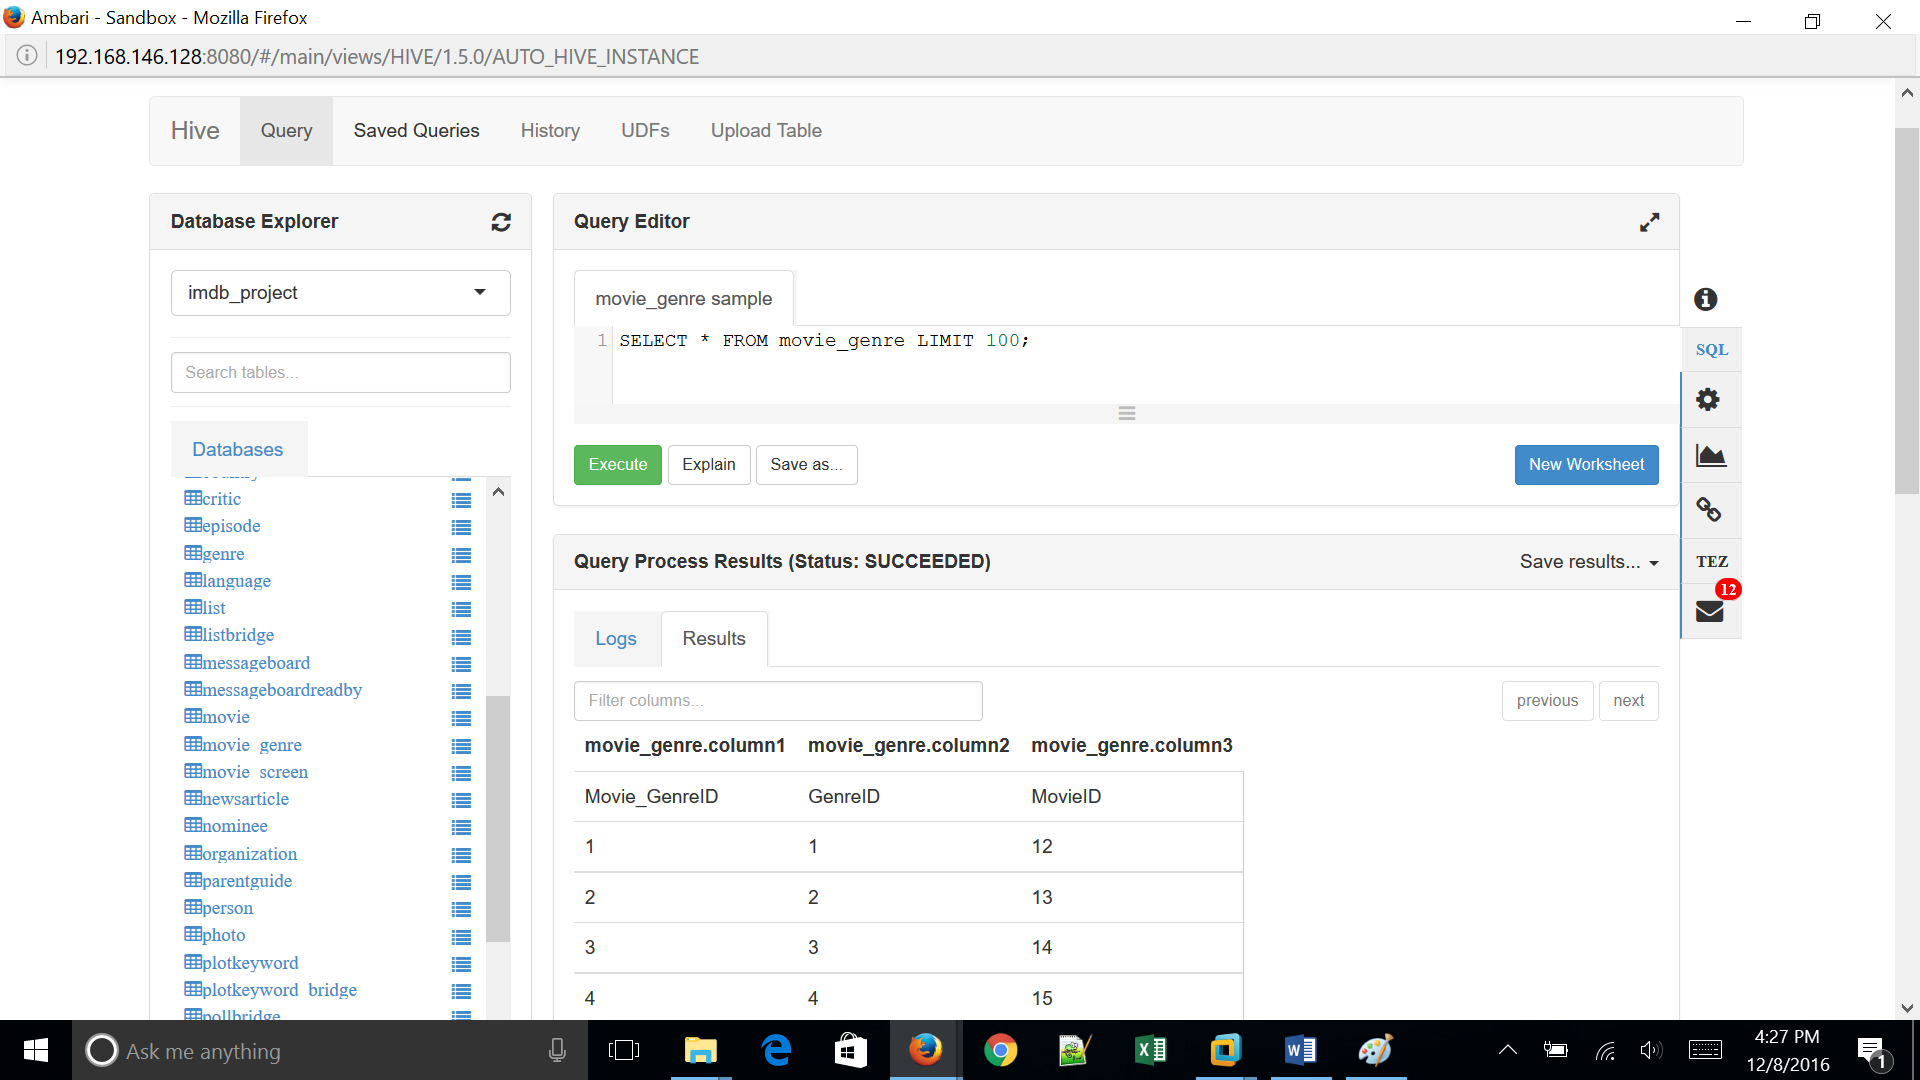 Ambari - Sandbox - Mozilla Firefox
192.168.146.128:8080/#/main/views/HIVE/1.5.0/AUTO_HIVE_INSTANCE
Hive Query Saved Queries History UDFs Upload Table
Database Explorer
imdb_project
Search tables...
Databases
critic
episode
genre
language
list
listbridge
messageboard
messageboardreadby
movie
movie_genre
movie_screen
newsarticle
nominee
organization
parentguide
person
photo
plotkeyword
plotkeyword_bridge
pollbridge
Query Editor
movie_genre sample
1 SELECT * FROM movie_genre LIMIT 100;
Execute Explain Save as... New Worksheet
SQL
TEZ
12
Query Process Results (Status: SUCCEEDED) Save results...
Logs Results
Filter columns... previous next
movie_genre.column1 movie_genre.column2 movie_genre.column3
Movie_GenreID GenreID MovieID
1 1 12
2 2 13
3 3 14
4 4 15
Ask me anything
4:27 PM
12/8/2016
1